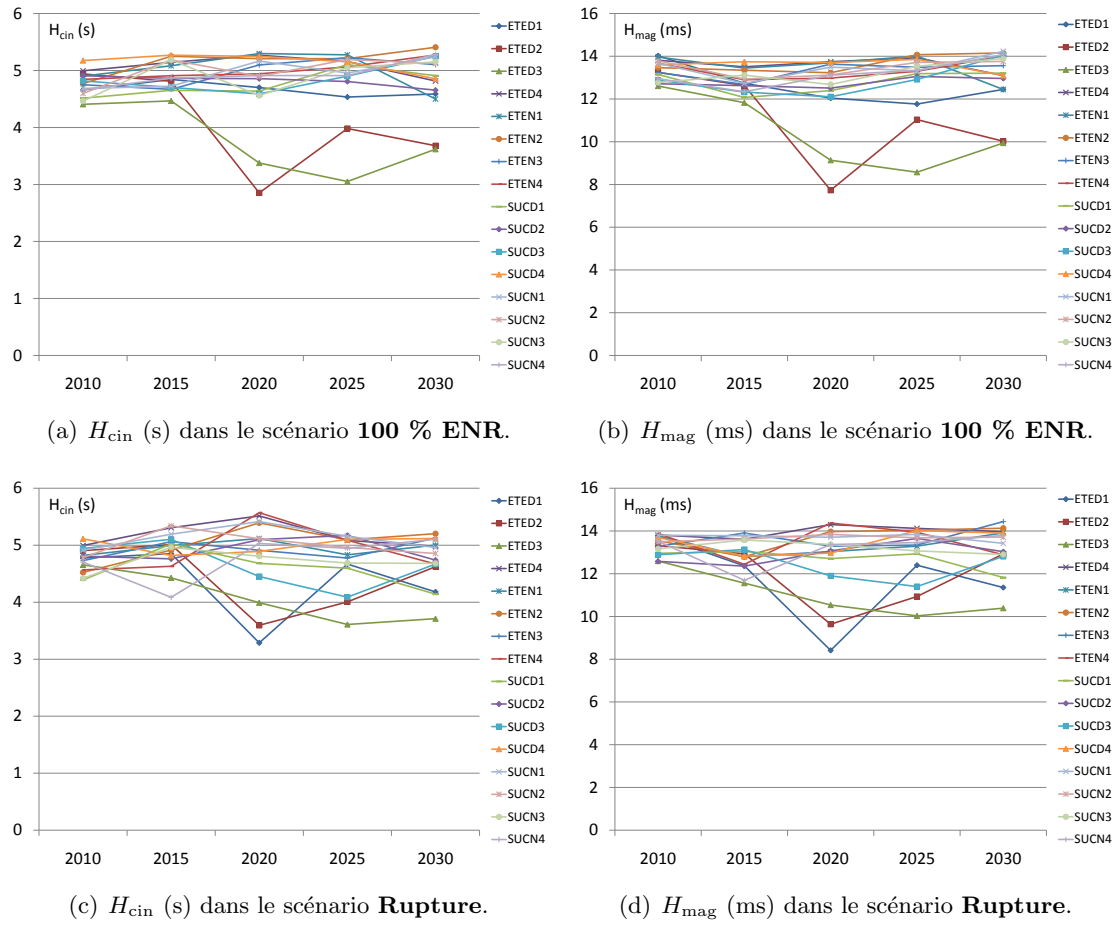 H_cin (s)
6
5
4
3
2
1
0
2010 2015 2020 2025 2030
ETED1
ETED2
ETED3
ETED4
ETEN1
ETEN2
ETEN3
ETEN4
SUCD1
SUCD2
SUCD3
SUCD4
SUCN1
SUCN2
SUCN3
SUCN4
H_mag (ms)
16
14
12
10
8
6
4
2
0
2010 2015 2020 2025 2030
ETED1
ETED2
ETED3
ETED4
ETEN1
ETEN2
ETEN3
ETEN4
SUCD1
SUCD2
SUCD3
SUCD4
SUCN1
SUCN2
SUCN3
SUCN4
(a) H_cin (s) dans le scénario 100 % ENR.
(b) H_mag (ms) dans le scénario 100 % ENR.
H_cin (s)
6
5
4
3
2
1
0
2010 2015 2020 2025 2030
ETED1
ETED2
ETED3
ETED4
ETEN1
ETEN2
ETEN3
ETEN4
SUCD1
SUCD2
SUCD3
SUCD4
SUCN1
SUCN2
SUCN3
SUCN4
H_mag (ms)
16
14
12
10
8
6
4
2
0
2010 2015 2020 2025 2030
ETED1
ETED2
ETED3
ETED4
ETEN1
ETEN2
ETEN3
ETEN4
SUCD1
SUCD2
SUCD3
SUCD4
SUCN1
SUCN2
SUCN3
SUCN4
(c) H_cin (s) dans le scénario Rupture.
(d) H_mag (ms) dans le scénario Rupture.